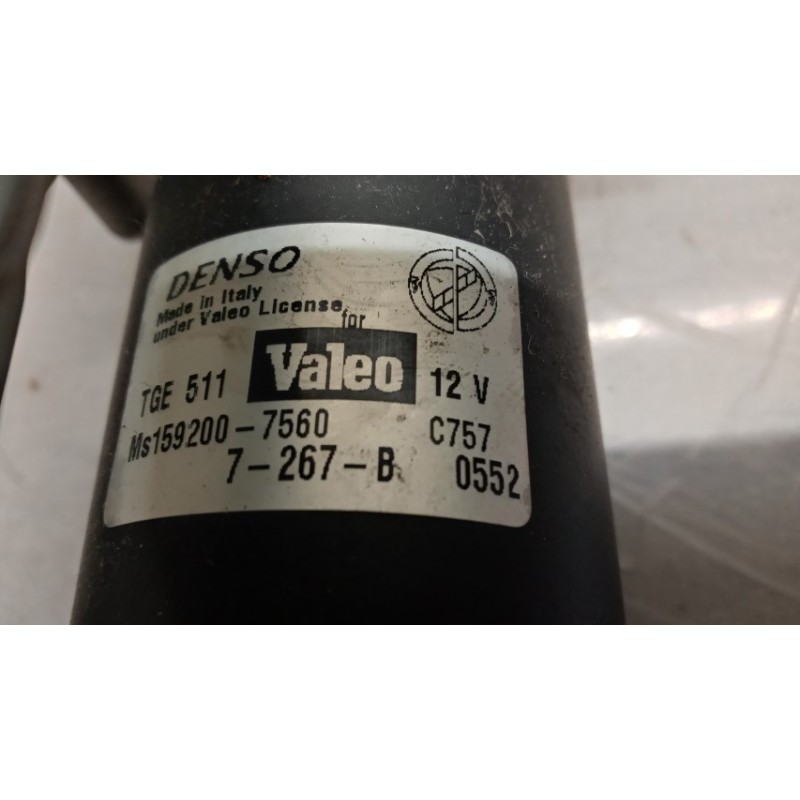 DENSO
Made in Italy
under Valeo License
for
TGE 511 Valeo 12 V
Ms159200-7560 C757
7-267-B 0552